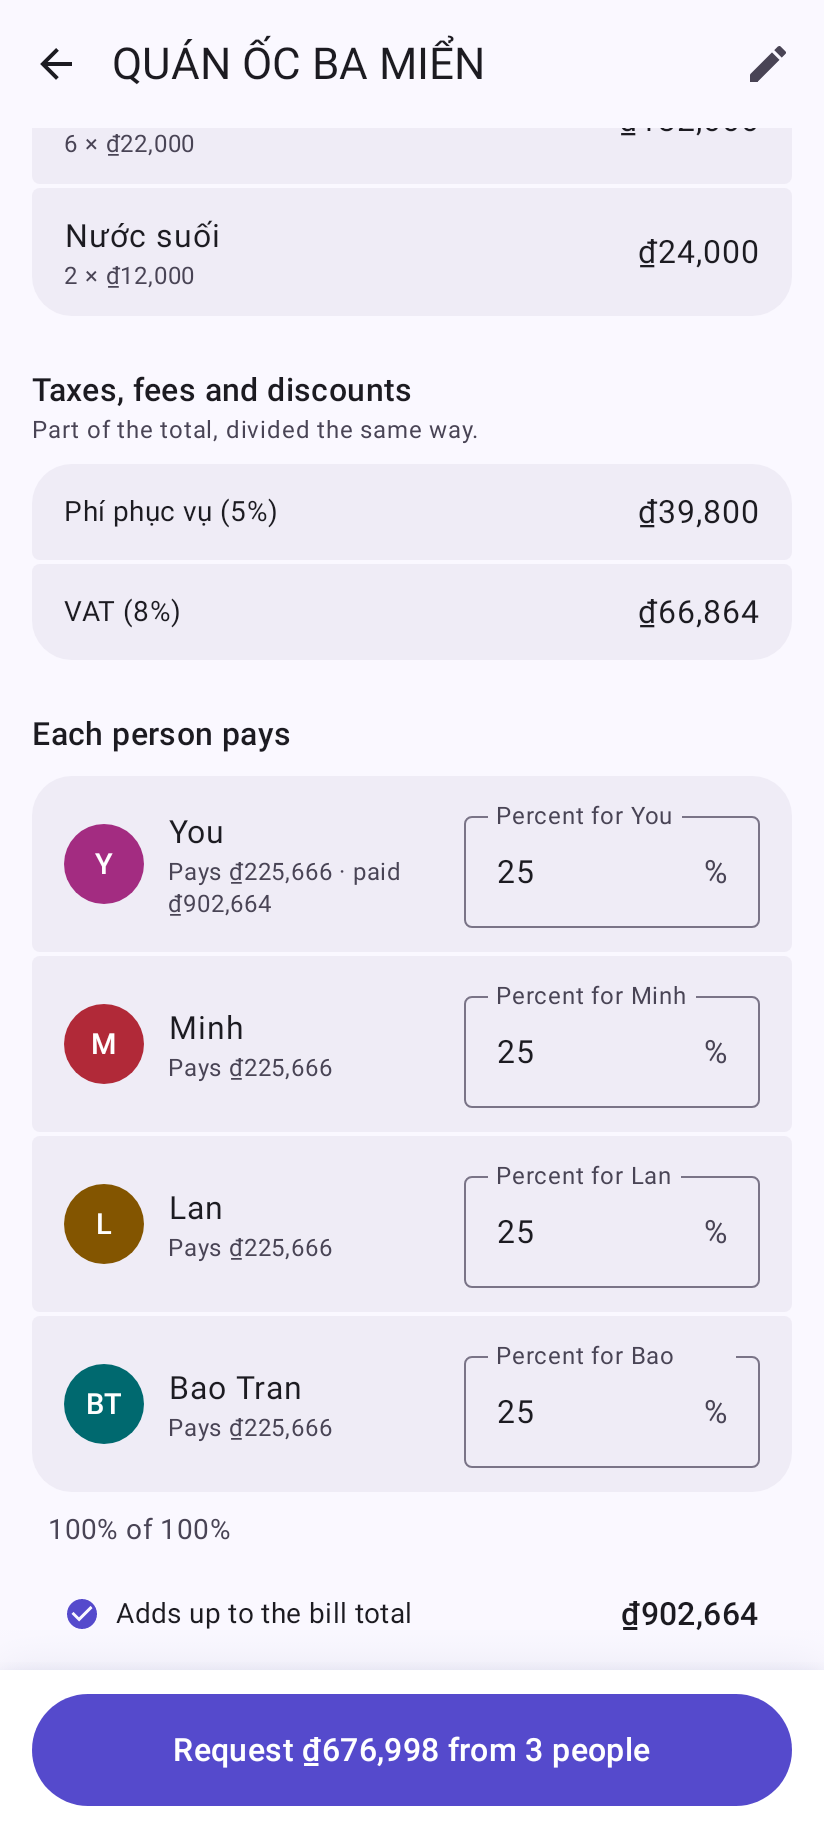 QUÁN ỐC BA MIỀN
6 × ₫22,000
Nước suối
2 × ₫12,000
₫24,000
Taxes, fees and discounts
Part of the total, divided the same way.
Phí phục vụ (5%)
₫39,800
VAT (8%)
₫66,864
Each person pays
Y
You
Pays ₫225,666 · paid
₫902,664
Percent for You
25 %
M
Minh
Pays ₫225,666
Percent for Minh
25 %
L
Lan
Pays ₫225,666
Percent for Lan
25 %
BT
Bao Tran
Pays ₫225,666
Percent for Bao
25 %
100% of 100%
Adds up to the bill total
₫902,664
Request ₫676,998 from 3 people